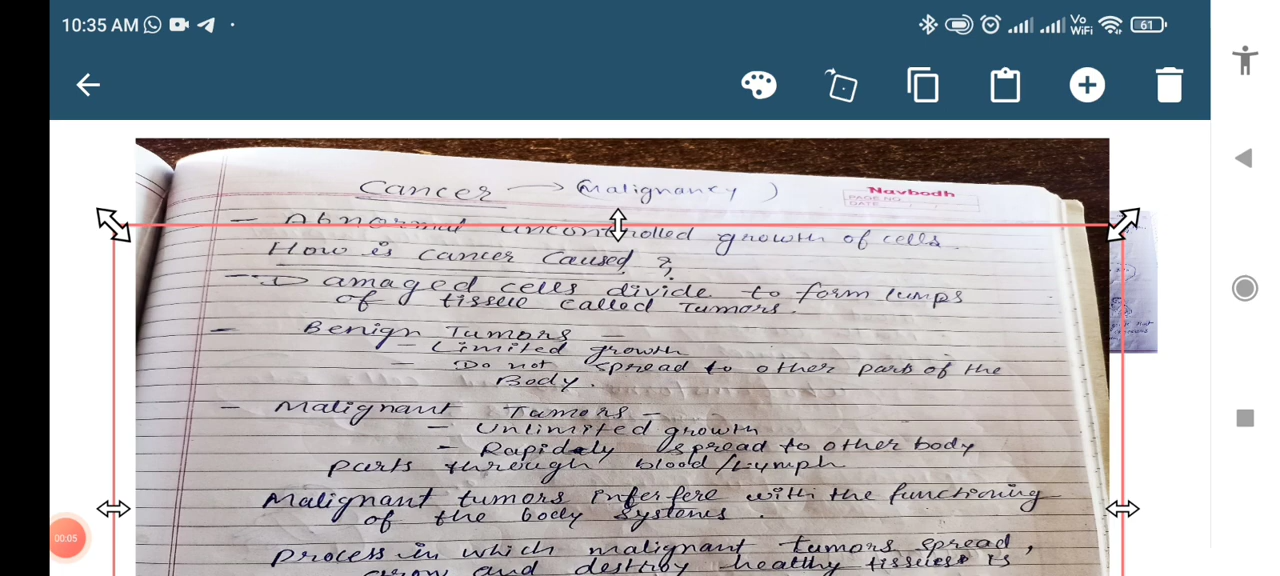 10:35 AM
Vo WiFi
61
Cancer → (Malignancy)
Navbodh
PAGE NO.
DATE
- Abnormal uncontrolled growth of cells.
How is cancer caused?
- Damaged cells divide to form lumps
of tissue called Tumors.
- Benign Tumors -
- Limited growth
- Do not spread to other parts of the
Body.
- Malignant Tumors -
- Unlimited growth
- Rapidaly spread to other body
parts through blood/Lymph
Malignant tumors interfere with the functioning
of the body systems.
Process in which malignant tumors spread,
grow and destroy healthy tissues is
00:05